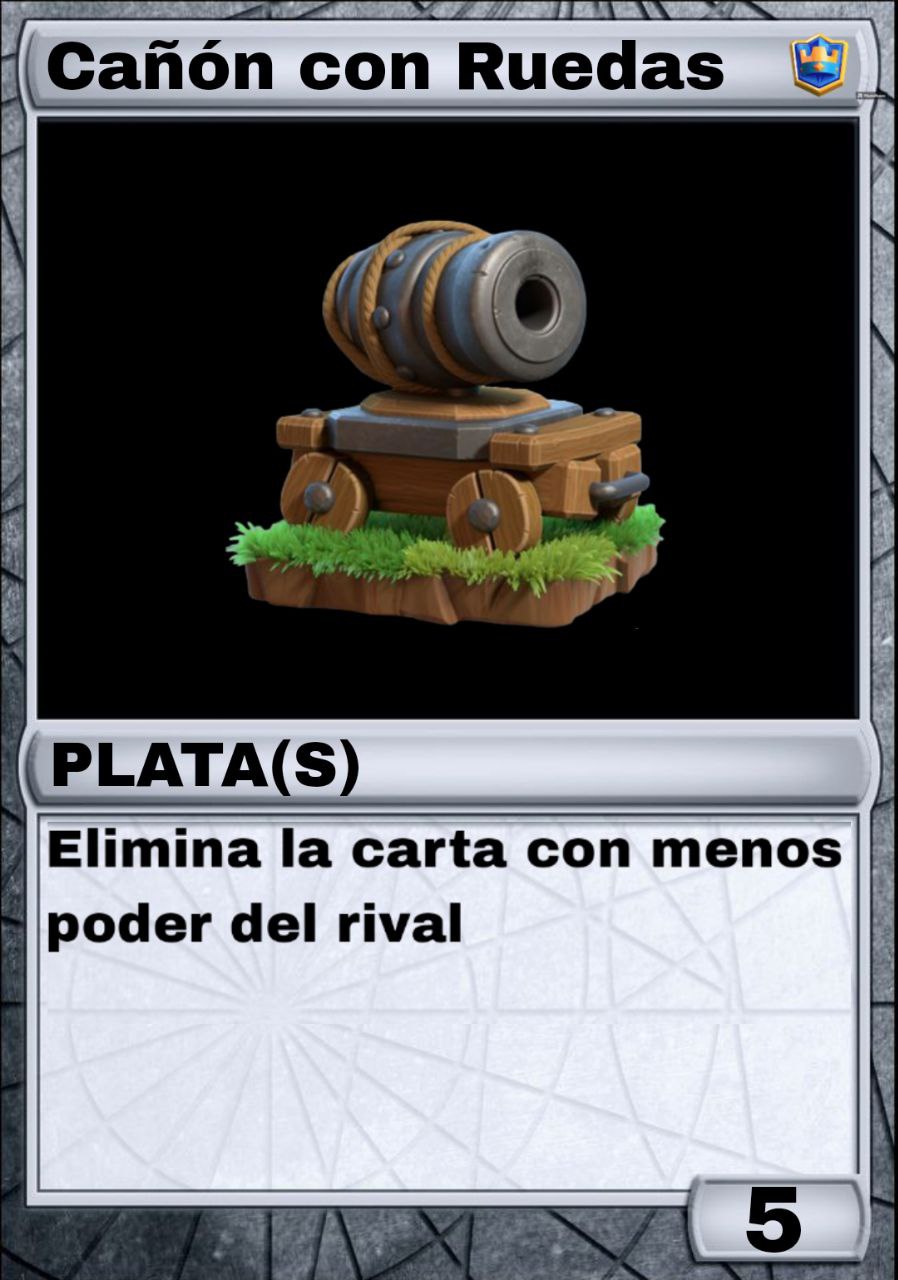 Cañón con Ruedas
PLATA(S)
Elimina la carta con menos
poder del rival
5